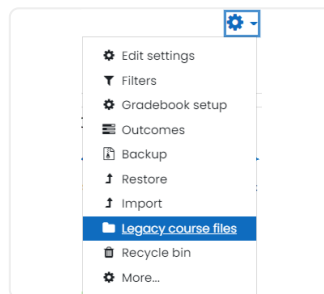 Edit settings
Filters
Gradebook setup
Outcomes
Backup
Restore
Import
Legacy course files
Recycle bin
More...